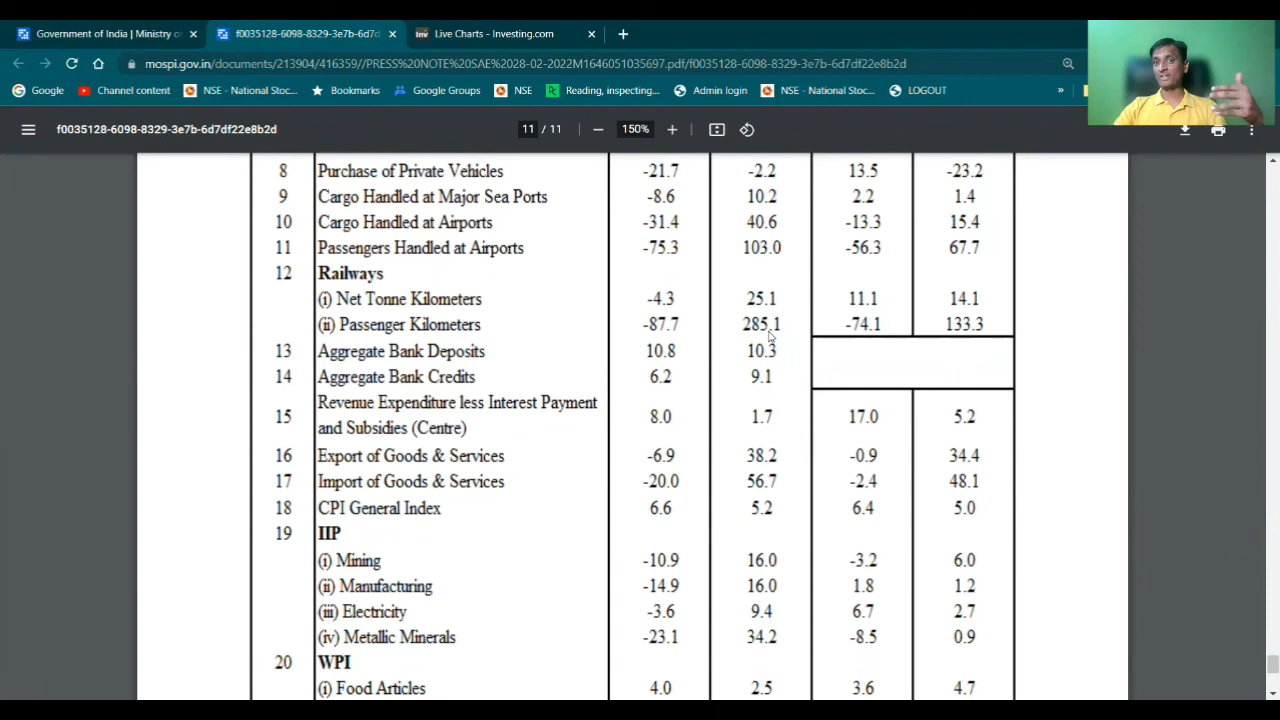 Government of India | Ministry o
f0035128-6098-8329-3e7b-6d7d
Inv Live Charts - Investing.com
mospi.gov.in/documents/213904/416359//PRESS%20NOTE%20SAE%2028-02-2022M1646051035697.pdf/f0035128-6098-8329-3e7b-6d7df22e8b2d
Google Channel content NSE - National Stoc... Bookmarks Google Groups NSE Reading, inspecting... Admin login NSE - National Stoc... LOGOUT »
f0035128-6098-8329-3e7b-6d7df22e8b2d 11 / 11 150%
8 Purchase of Private Vehicles -21.7 -2.2 13.5 -23.2
9 Cargo Handled at Major Sea Ports -8.6 10.2 2.2 1.4
10 Cargo Handled at Airports -31.4 40.6 -13.3 15.4
11 Passengers Handled at Airports -75.3 103.0 -56.3 67.7
12 Railways
(i) Net Tonne Kilometers -4.3 25.1 11.1 14.1
(ii) Passenger Kilometers -87.7 285.1 -74.1 133.3
13 Aggregate Bank Deposits 10.8 10.3
14 Aggregate Bank Credits 6.2 9.1
15 Revenue Expenditure less Interest Payment
and Subsidies (Centre) 8.0 1.7 17.0 5.2
16 Export of Goods & Services -6.9 38.2 -0.9 34.4
17 Import of Goods & Services -20.0 56.7 -2.4 48.1
18 CPI General Index 6.6 5.2 6.4 5.0
19 IIP
(i) Mining -10.9 16.0 -3.2 6.0
(ii) Manufacturing -14.9 16.0 1.8 1.2
(iii) Electricity -3.6 9.4 6.7 2.7
(iv) Metallic Minerals -23.1 34.2 -8.5 0.9
20 WPI
(i) Food Articles 4.0 2.5 3.6 4.7